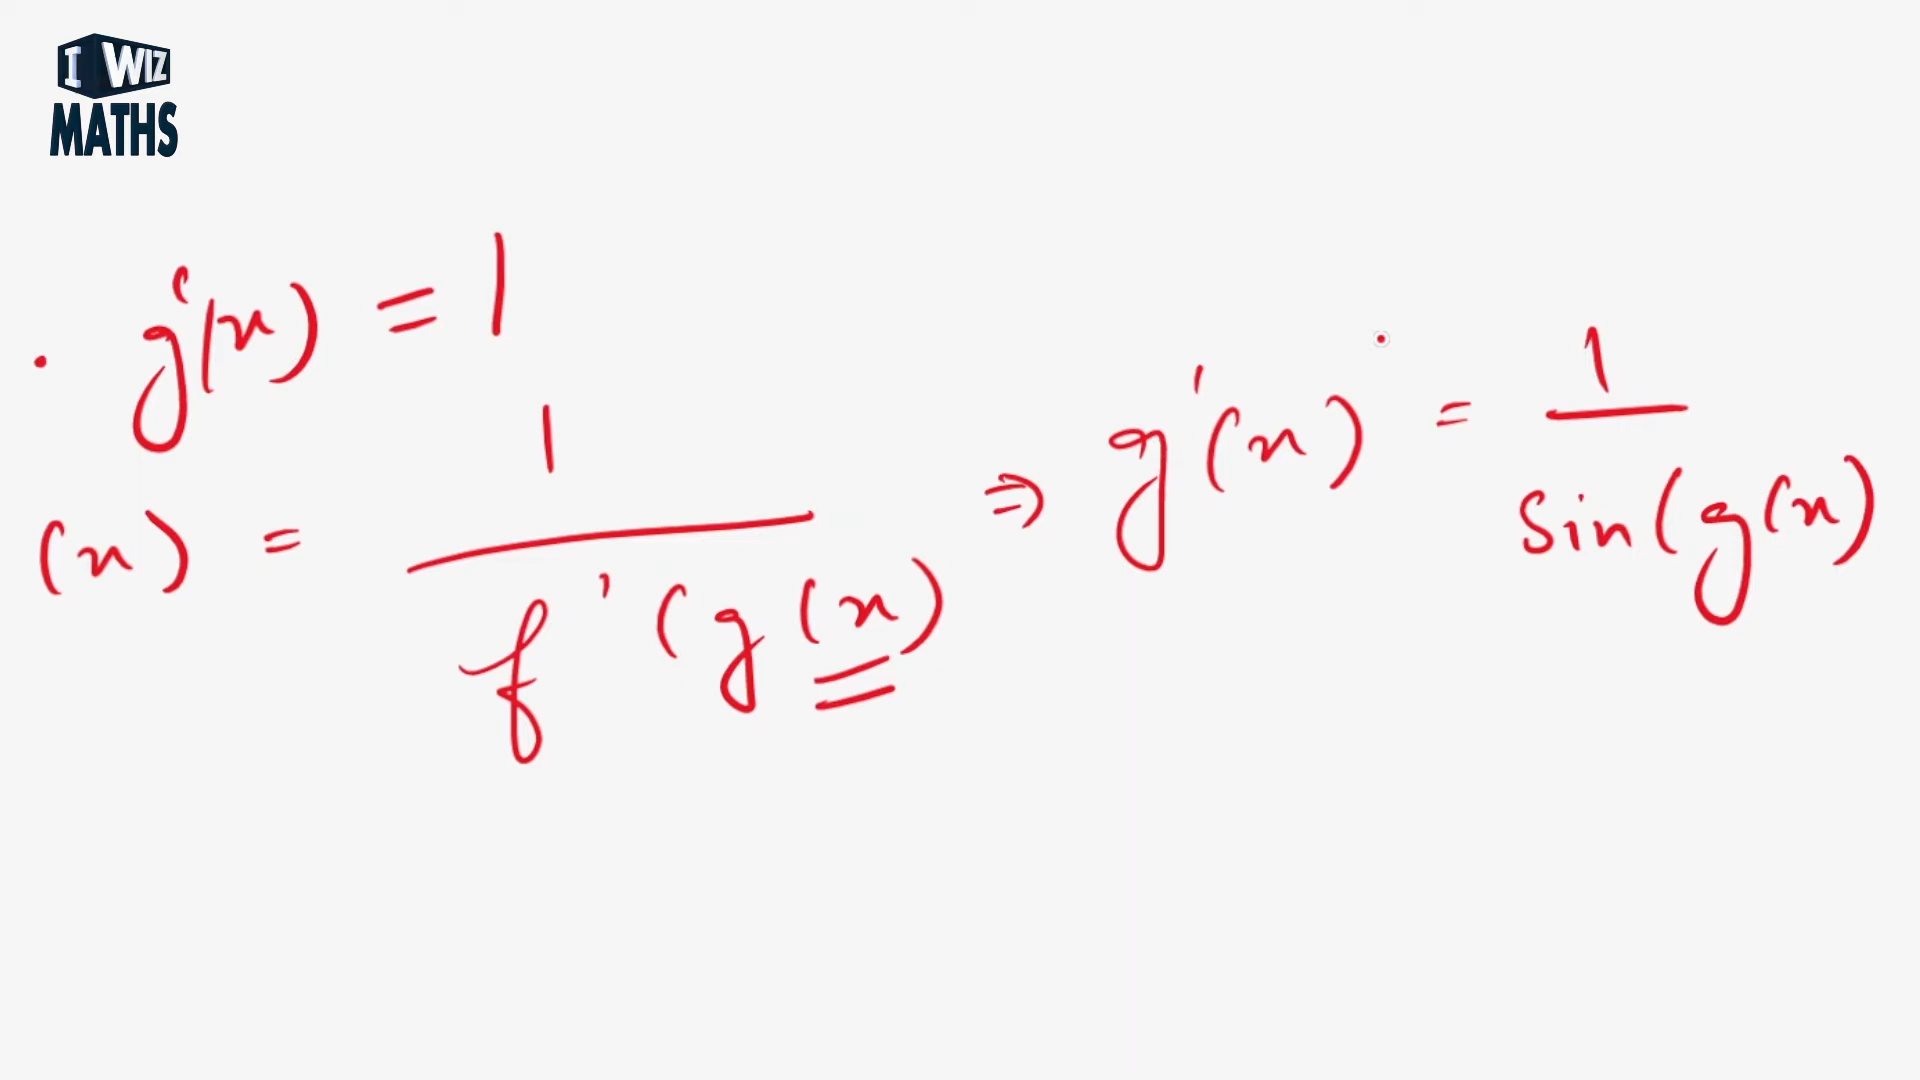 I WIZ
MATHS
. g'(x) = 1
(x) = 1 / f'(g(x)) ⇒ g'(x) = 1 / sin(g(x)